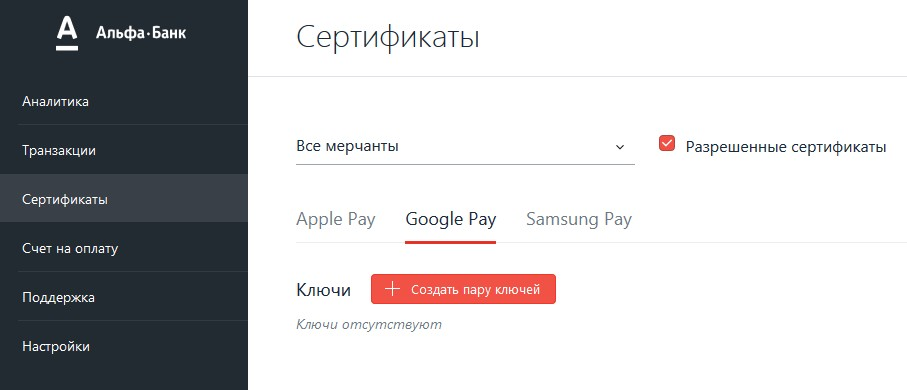 Альфа·Банк
Аналитика
Транзакции
Сертификаты
Счет на оплату
Поддержка
Настройки
Сертификаты
Все мерчанты
Разрешенные сертификаты
Apple Pay Google Pay Samsung Pay
Ключи + Создать пару ключей
Ключи отсутствуют